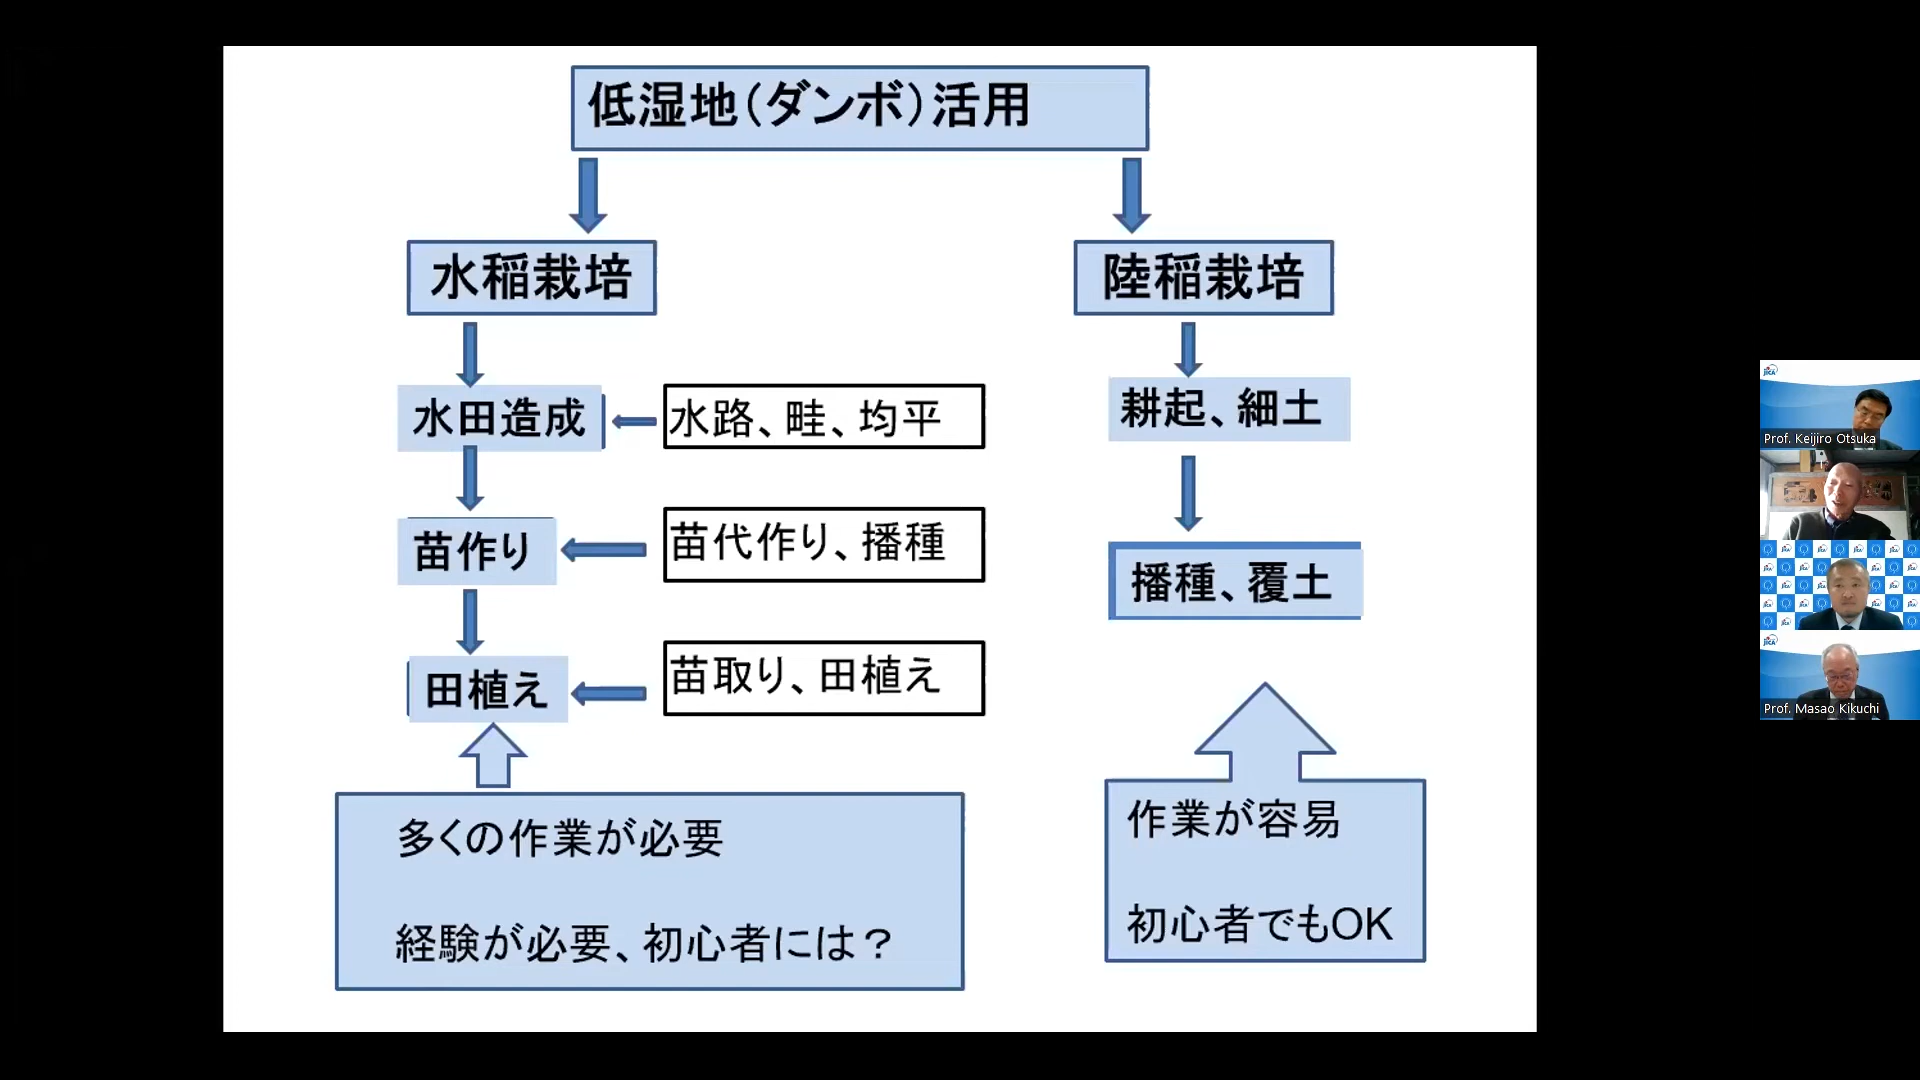 低湿地（ダンボ）活用
水稲栽培
陸稲栽培
水田造成
水路、畦、均平
耕起、細土
苗作り
苗代作り、播種
播種、覆土
田植え
苗取り、田植え
多くの作業が必要
経験が必要、初心者には？
作業が容易
初心者でもOK
JICA
Prof. Keijiro Otsuka
JICA
Prof. Masao Kikuchi